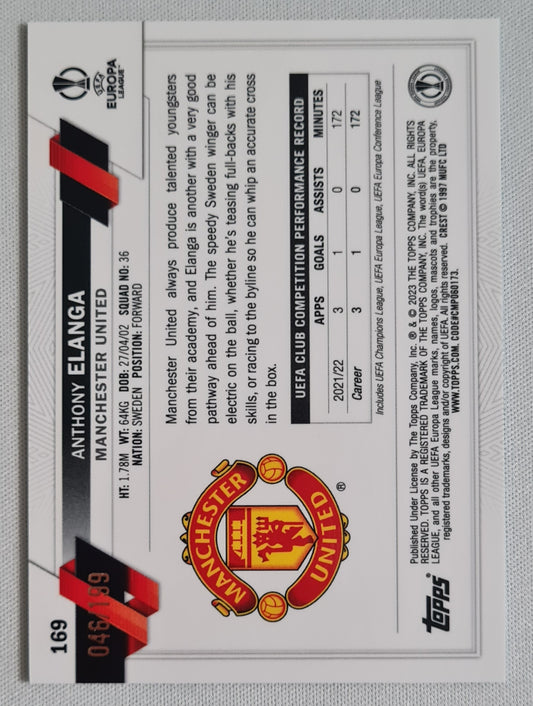 169
046/199
ANTHONY ELANGA
MANCHESTER UNITED
HT: 1.78M WT: 64KG DOB: 27/04/02 SQUAD NO: 36
NATION: SWEDEN POSITION: FORWARD
UEFA
EUROPA
LEAGUE™
Manchester United always produce talented youngsters
from their academy, and Elanga is another with a very good
pathway ahead of him. The speedy Sweden winger can be
electric on the ball, whether he's teasing full-backs with his
skills, or racing to the byline so he can whip an accurate cross
in the box.
MANCHESTER
UNITED
®
UEFA CLUB COMPETITION PERFORMANCE RECORD
APPS GOALS ASSISTS MINUTES
2021/22 3 1 0 172
Career 3 1 0 172
Includes UEFA Champions League, UEFA Europa League, UEFA Europa Conference League
topps®
Published Under License by The Topps Company, Inc. ® & © 2023 THE TOPPS COMPANY, INC. ALL RIGHTS
RESERVED. TOPPS IS A REGISTERED TRADEMARK OF THE TOPPS COMPANY, INC. The word(s) UEFA, EUROPA
LEAGUE, and all other UEFA Europa League marks, names, logos, mascots and trophies are the property,
registered trademarks, designs and/or copyright of UEFA. All rights reserved. CREST © 1997 MUFC LTD
WWW.TOPPS.COM. CODE#CMP060173.